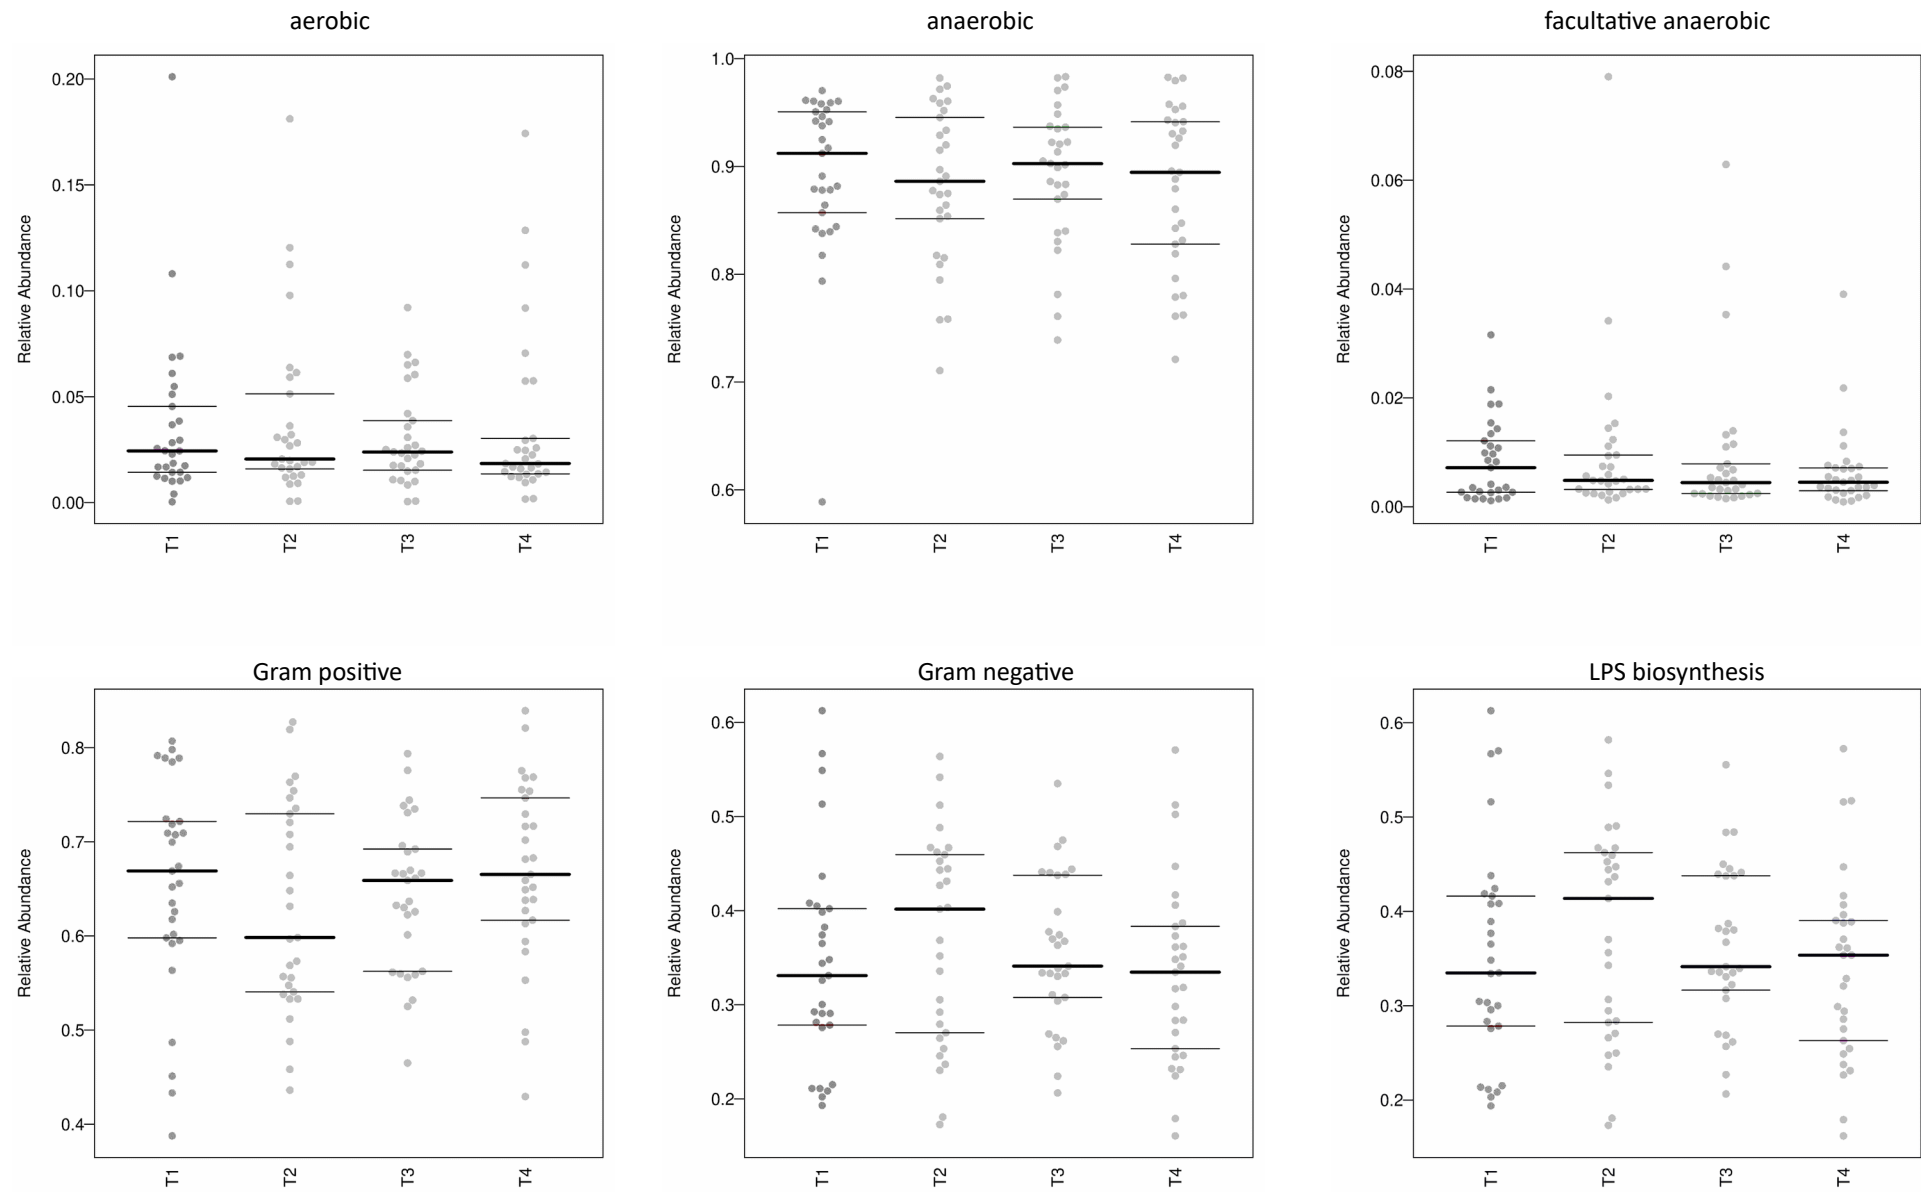 aerobic
anaerobic
facultative anaerobic
Relative Abundance
0.20
0.15
0.10
0.05
0.00
T1
T2
T3
T4
Relative Abundance
1.0
0.9
0.8
0.7
0.6
T1
T2
T3
T4
Relative Abundance
0.08
0.06
0.04
0.02
0.00
T1
T2
T3
T4
Gram positive
Gram negative
LPS biosynthesis
Relative Abundance
0.8
0.7
0.6
0.5
0.4
T1
T2
T3
T4
Relative Abundance
0.6
0.5
0.4
0.3
0.2
T1
T2
T3
T4
Relative Abundance
0.6
0.5
0.4
0.3
0.2
T1
T2
T3
T4